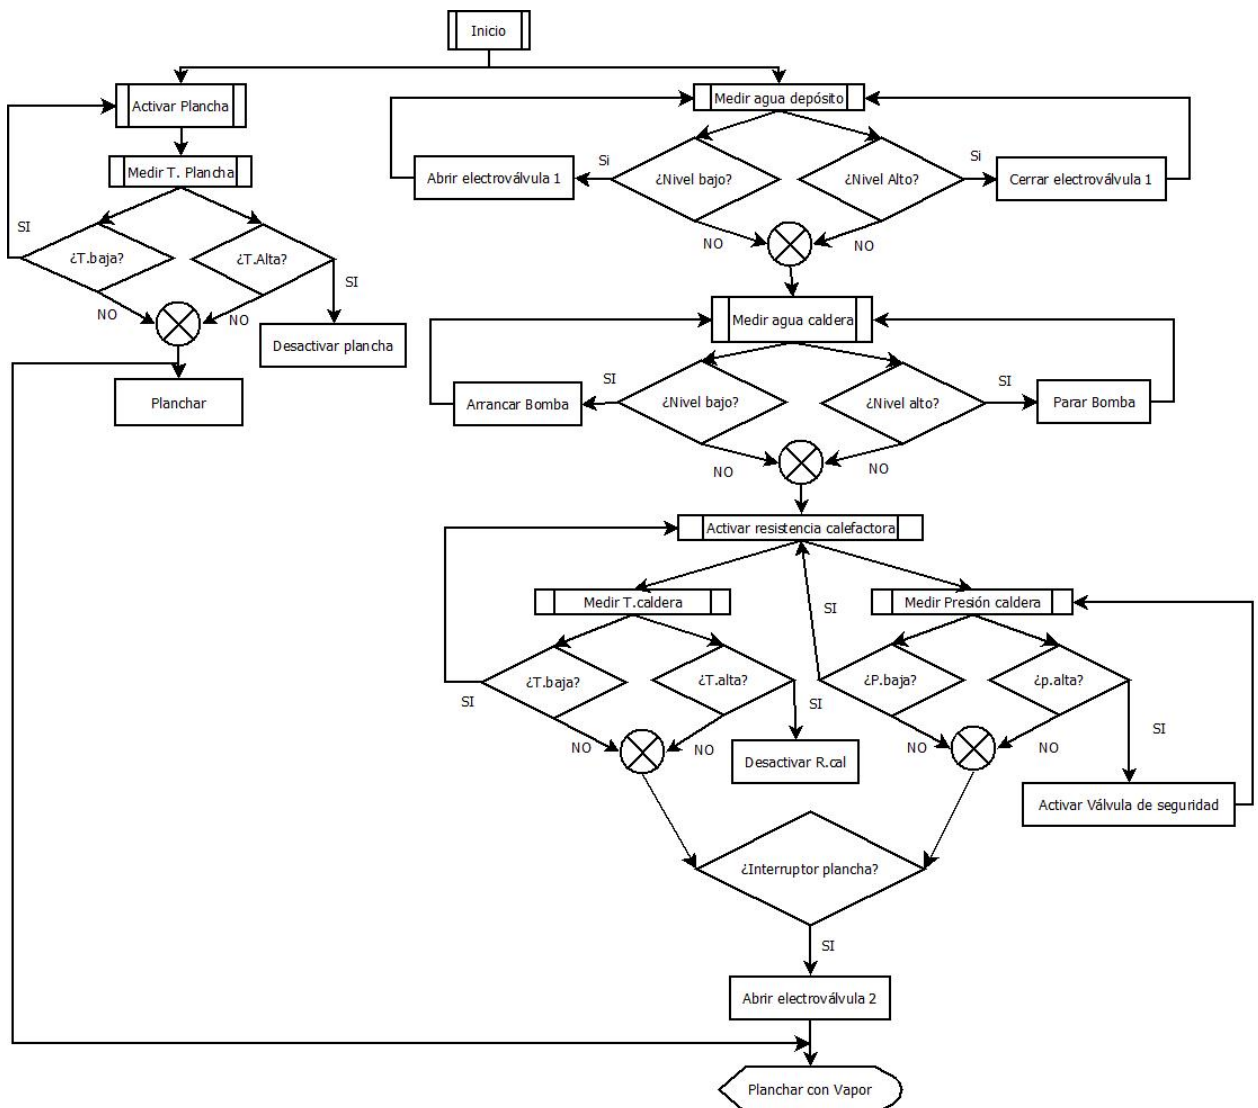 Inicio
Activar Plancha
Medir agua depósito
Medir T. Plancha
Abrir electroválvula 1
Si
¿Nivel bajo?
¿Nivel Alto?
Si
Cerrar electroválvula 1
SI
¿T.baja?
¿T.Alta?
SI
NO
NO
NO
NO
Desactivar plancha
Planchar
Medir agua caldera
Arrancar Bomba
SI
¿Nivel bajo?
¿Nivel alto?
SI
Parar Bomba
NO
NO
Activar resistencia calefactora
Medir T.caldera
SI
Medir Presión caldera
SI
¿T.baja?
¿T.alta?
SI
¿P.baja?
¿p.alta?
SI
NO
NO
NO
NO
Desactivar R.cal
Activar Válvula de seguridad
¿Interruptor plancha?
SI
Abrir electroválvula 2
Planchar con Vapor